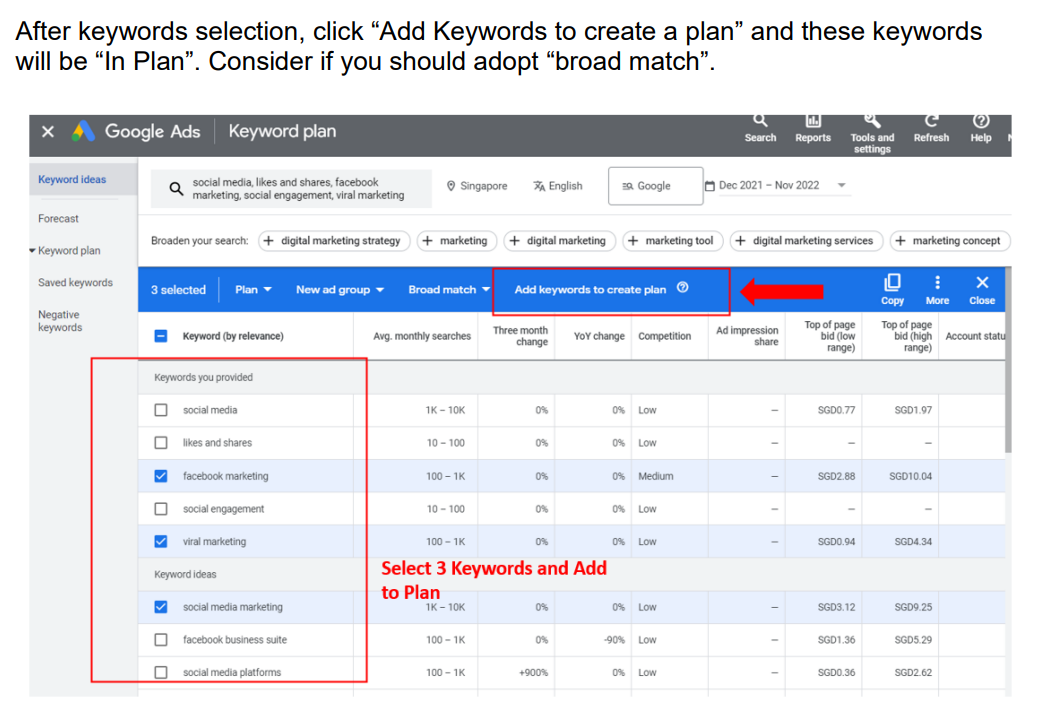 After keywords selection, click “Add Keywords to create a plan” and these keywords
will be “In Plan”. Consider if you should adopt “broad match”.
Google Ads Keyword plan
Search Reports Tools and settings Refresh Help
Keyword ideas
Forecast
Keyword plan
Saved keywords
Negative
keywords
social media, likes and shares, facebook
marketing, social engagement, viral marketing
Singapore English Google Dec 2021 – Nov 2022
Broaden your search: + digital marketing strategy + marketing + digital marketing + marketing tool + digital marketing services + marketing concept
3 selected Plan New ad group Broad match Add keywords to create plan Copy More Close
Keyword (by relevance) Avg. monthly searches Three month change YoY change Competition Ad impression share Top of page bid (low range) Top of page bid (high range) Account statu
Keywords you provided
social media 1K – 10K 0% 0% Low – SGD0.77 SGD1.97
likes and shares 10 – 100 0% 0% Low – – –
facebook marketing 100 – 1K 0% 0% Medium – SGD2.88 SGD10.04
social engagement 10 – 100 0% 0% Low – – –
viral marketing 100 – 1K 0% 0% Low – SGD0.94 SGD4.34
Keyword ideas
Select 3 Keywords and Add
to Plan
social media marketing 1K – 10K 0% 0% Low – SGD3.12 SGD9.25
facebook business suite 100 – 1K 0% -90% Low – SGD1.36 SGD5.29
social media platforms 100 – 1K +900% 0% Low – SGD0.36 SGD2.62